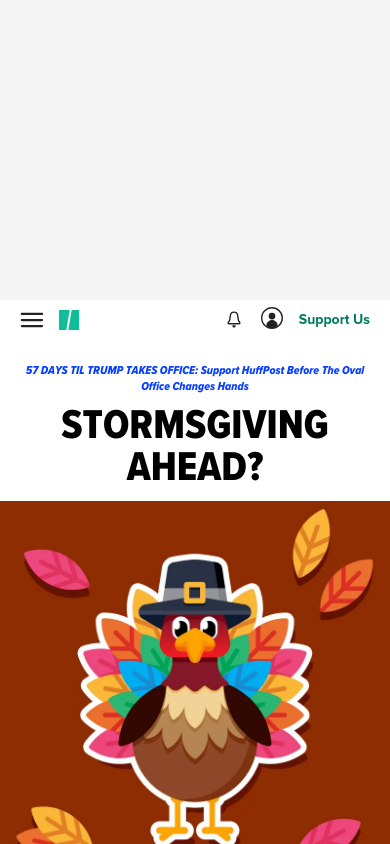 Support Us
57 DAYS TIL TRUMP TAKES OFFICE: Support HuffPost Before The Oval
Office Changes Hands
STORMSGIVING
AHEAD?